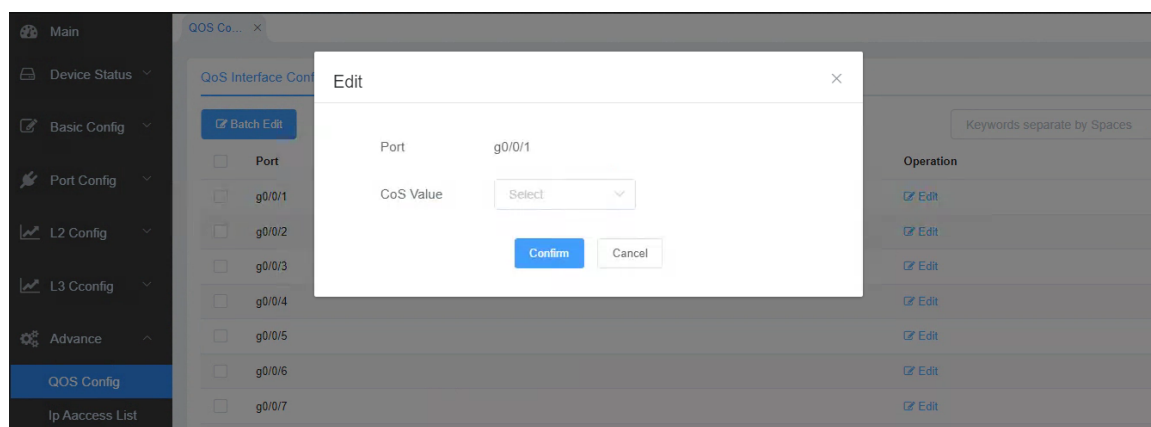 Main
Device Status
Basic Config
Port Config
L2 Config
L3 Cconfig
Advance
QOS Config
Ip Aaccess List
QOS Co...
QoS Interface Conf
Batch Edit
Keywords separate by Spaces
Port
Operation
g0/0/1
Edit
g0/0/2
Edit
g0/0/3
Edit
g0/0/4
Edit
g0/0/5
Edit
g0/0/6
Edit
g0/0/7
Edit
Edit
Port g0/0/1
CoS Value Select
Confirm Cancel